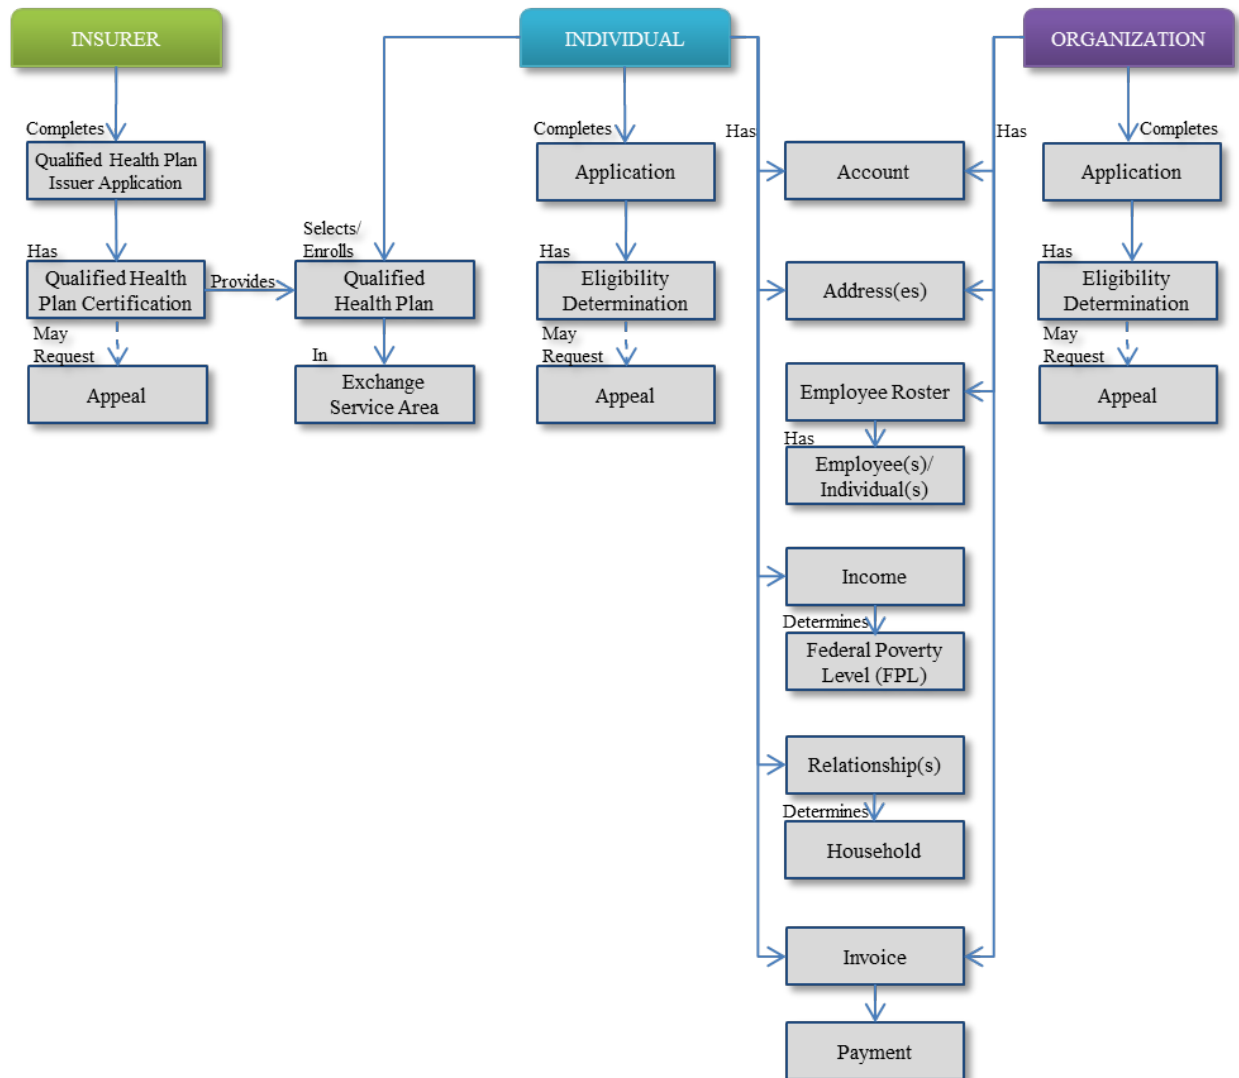 INSURER
INDIVIDUAL
ORGANIZATION
Completes
Completes
Has
Has
Completes
Qualified Health Plan
Issuer Application
Application
Account
Application
Selects/
Enrolls
Has
Has
Has
Qualified Health
Plan Certification
Provides
Qualified
Health Plan
Eligibility
Determination
Address(es)
Eligibility
Determination
May
Request
In
May
Request
May
Request
Appeal
Exchange
Service Area
Appeal
Employee Roster
Appeal
Has
Employee(s)/
Individual(s)
Income
Determines
Federal Poverty
Level (FPL)
Relationship(s)
Determines
Household
Invoice
Payment